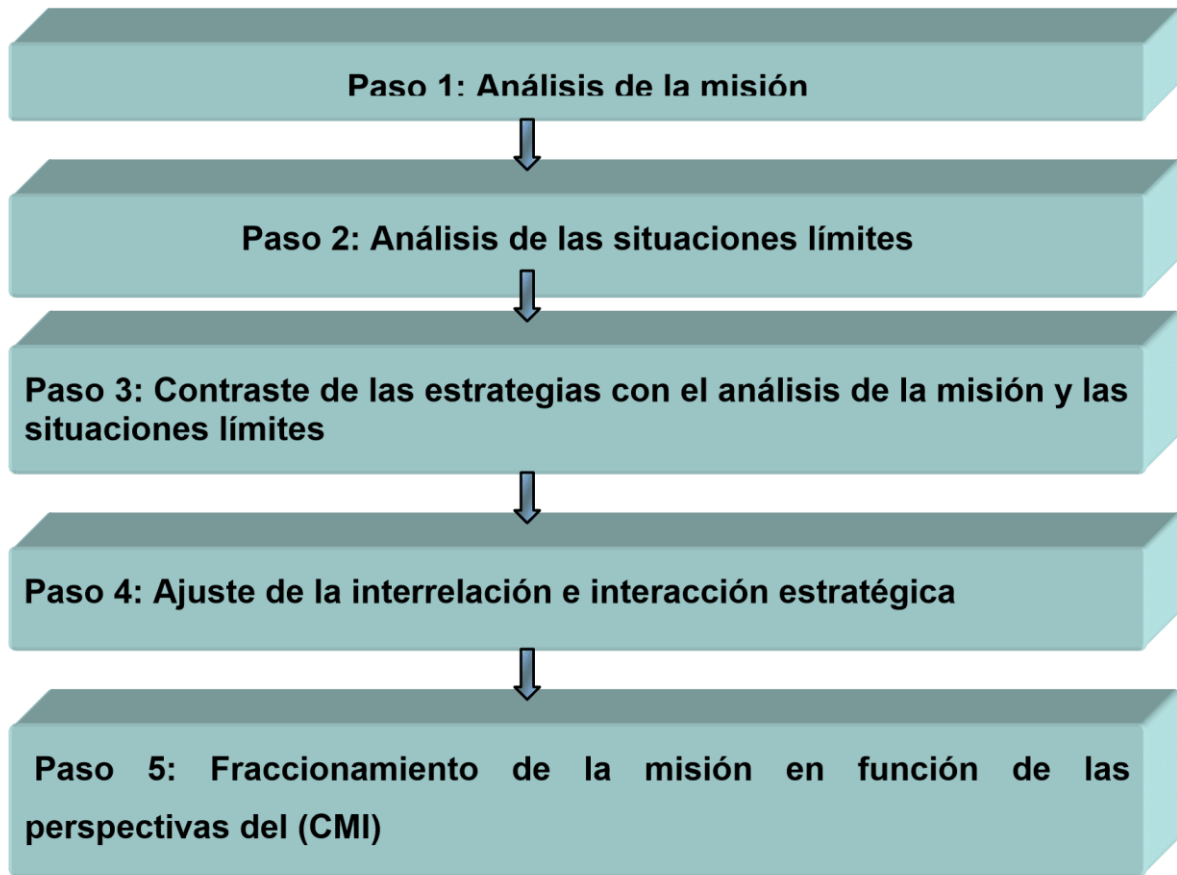 Paso 1: Análisis de la misión
Paso 2: Análisis de las situaciones límites
Paso 3: Contraste de las estrategias con el análisis de la misión y las
situaciones límites
Paso 4: Ajuste de la interrelación e interacción estratégica
Paso 5: Fraccionamiento de la misión en función de las
perspectivas del (CMI)